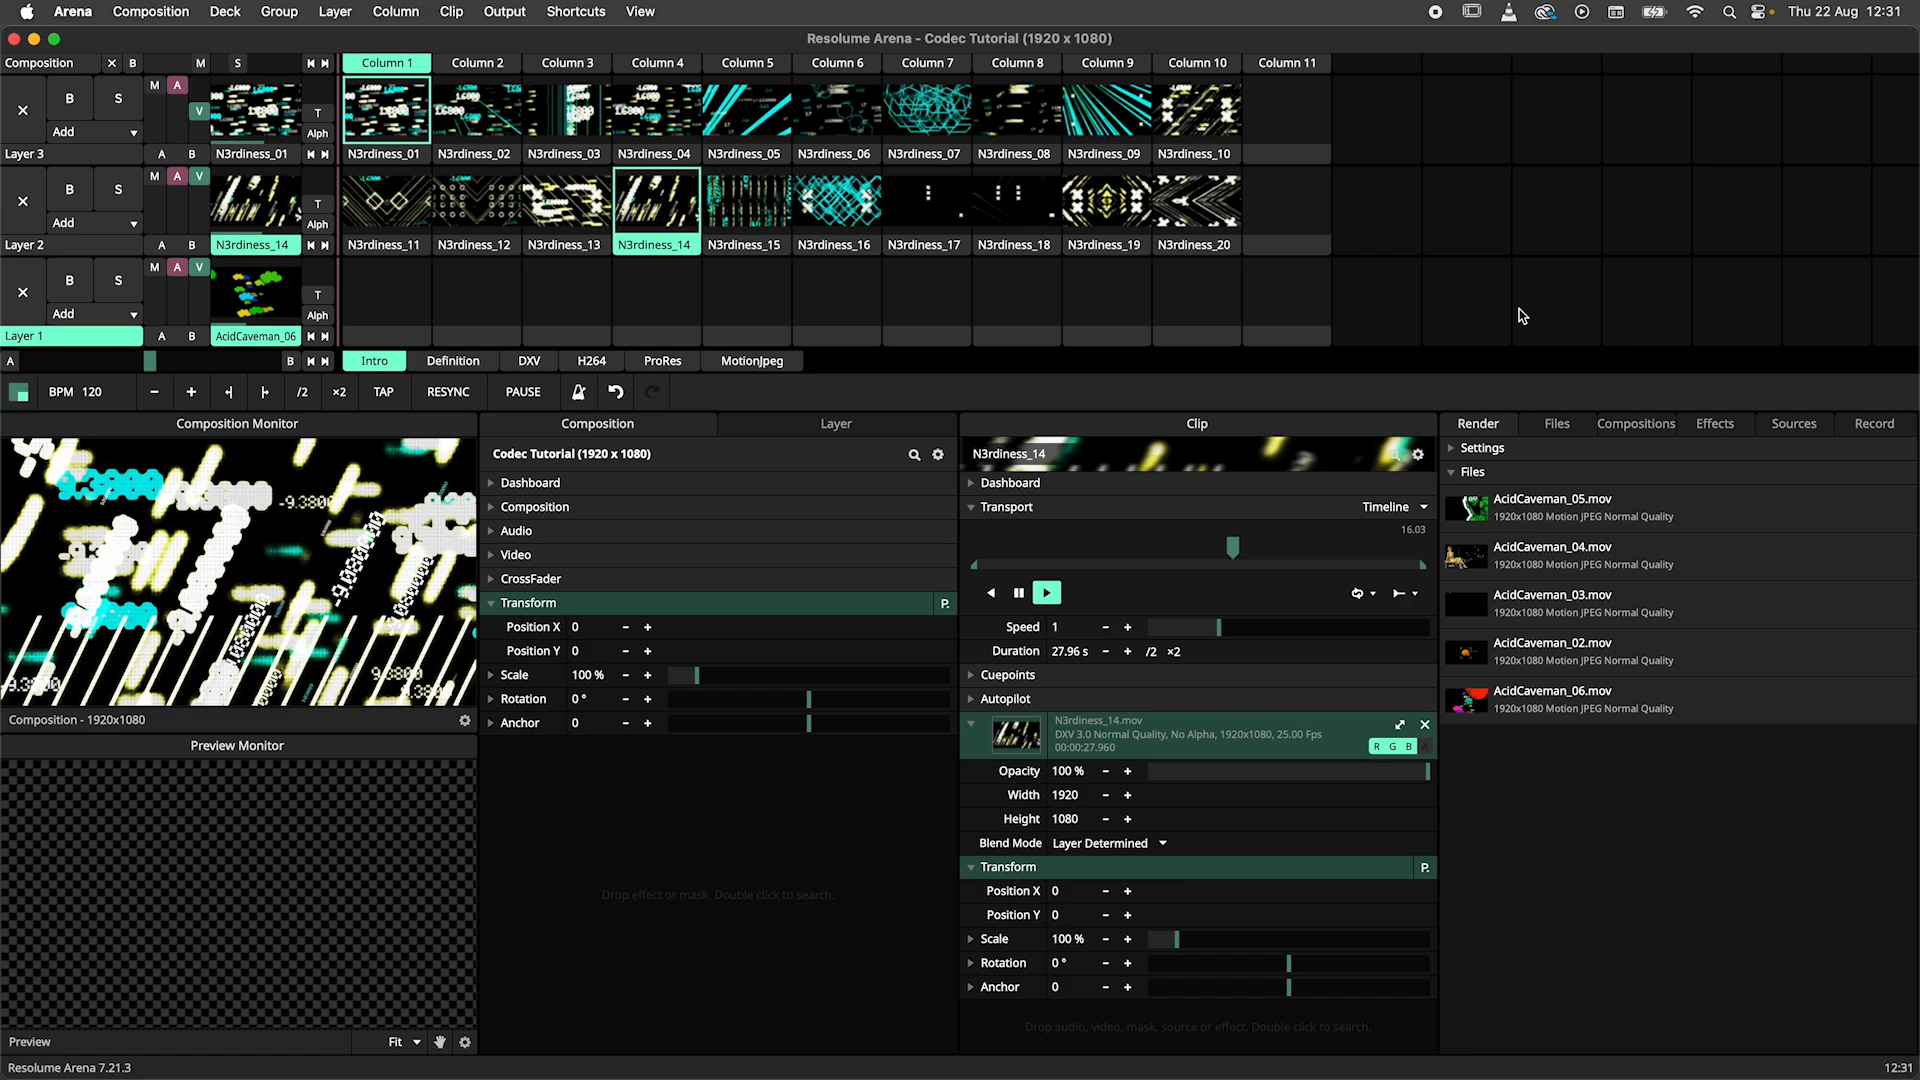 Arena Composition Deck Group Layer Column Clip Output Shortcuts View Thu 22 Aug 12:31
Resolume Arena - Codec Tutorial (1920 x 1080)
Composition X B M S Column 1 Column 2 Column 3 Column 4 Column 5 Column 6 Column 7 Column 8 Column 9 Column 10 Column 11
M A
B S V T
Add Alph
Layer 3 A B N3rdiness_01 N3rdiness_01 N3rdiness_02 N3rdiness_03 N3rdiness_04 N3rdiness_05 N3rdiness_06 N3rdiness_07 N3rdiness_08 N3rdiness_09 N3rdiness_10
M A V
B S T
Add Alph
Layer 2 A B N3rdiness_14 N3rdiness_11 N3rdiness_12 N3rdiness_13 N3rdiness_14 N3rdiness_15 N3rdiness_16 N3rdiness_17 N3rdiness_18 N3rdiness_19 N3rdiness_20
M A V
B S T
Add Alph
Layer 1 A B AcidCaveman_06
A B Intro Definition DXV H264 ProRes MotionJpeg
BPM 120 - + /2 x2 TAP RESYNC PAUSE
Composition Monitor
-9.3800
Composition - 1920x1080
Preview Monitor
Preview Fit
Composition Layer
Codec Tutorial (1920 x 1080)
Dashboard
Composition
Audio
Video
CrossFader
Transform P.
Position X 0 - +
Position Y 0 - +
Scale 100 % - +
Rotation 0 ° - +
Anchor 0 - +
Drop effect or mask. Double click to search.
Clip
N3rdiness_14
Dashboard
Transport Timeline
16.03
Speed 1 - +
Duration 27.96 s - + /2 x2
Cuepoints
Autopilot
N3rdiness_14.mov
DXV 3.0 Normal Quality, No Alpha, 1920x1080, 25.00 Fps
00:00:27.960 R G B A
Opacity 100 % - +
Width 1920 - +
Height 1080 - +
Blend Mode Layer Determined
Transform P.
Position X 0 - +
Position Y 0 - +
Scale 100 % - +
Rotation 0 ° - +
Anchor 0 - +
Drop audio, video, mask, source or effect. Double click to search.
Render Files Compositions Effects Sources Record
Settings
Files
AcidCaveman_05.mov
1920x1080 Motion JPEG Normal Quality
AcidCaveman_04.mov
1920x1080 Motion JPEG Normal Quality
AcidCaveman_03.mov
1920x1080 Motion JPEG Normal Quality
AcidCaveman_02.mov
1920x1080 Motion JPEG Normal Quality
AcidCaveman_06.mov
1920x1080 Motion JPEG Normal Quality
Resolume Arena 7.21.3 12:31